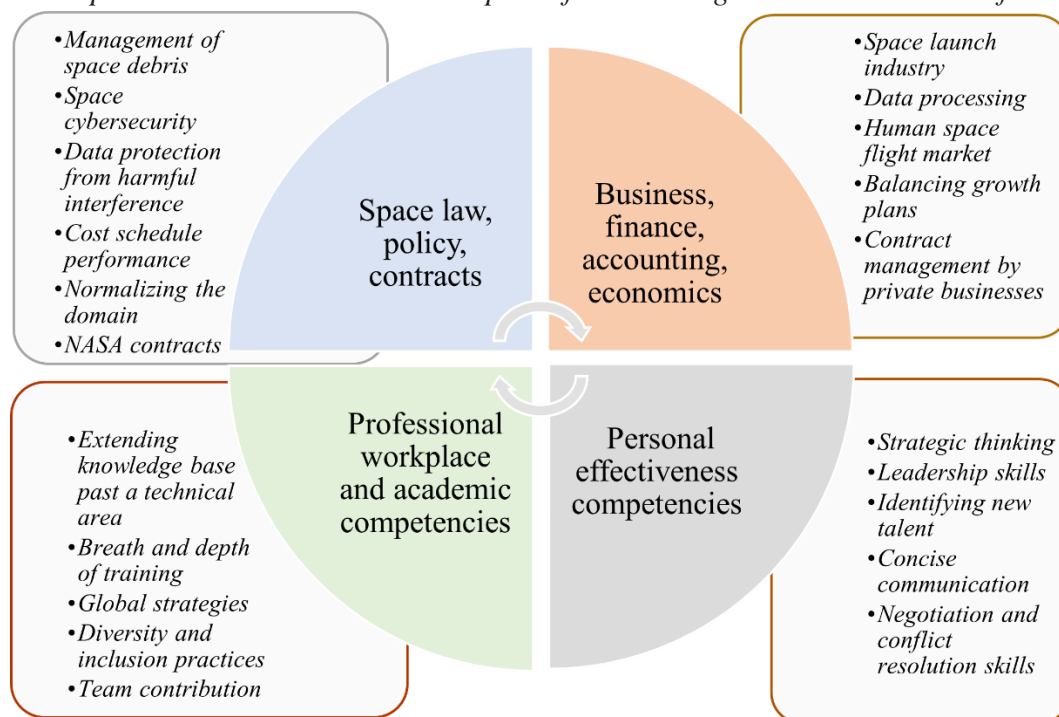 •Management of
space debris
•Space
cybersecurity
•Data protection
from harmful
interference
•Cost schedule
performance
•Normalizing the
domain
•NASA contracts
Space law,
policy,
contracts
Business,
finance,
accounting,
economics
•Space launch
industry
•Data processing
•Human space
flight market
•Balancing growth
plans
•Contract
management by
private businesses
•Extending
knowledge base
past a technical
area
•Breath and depth
of training
•Global strategies
•Diversity and
inclusion practices
•Team contribution
Professional
workplace
and academic
competencies
Personal
effectiveness
competencies
•Strategic thinking
•Leadership skills
•Identifying new
talent
•Concise
communication
•Negotiation and
conflict
resolution skills